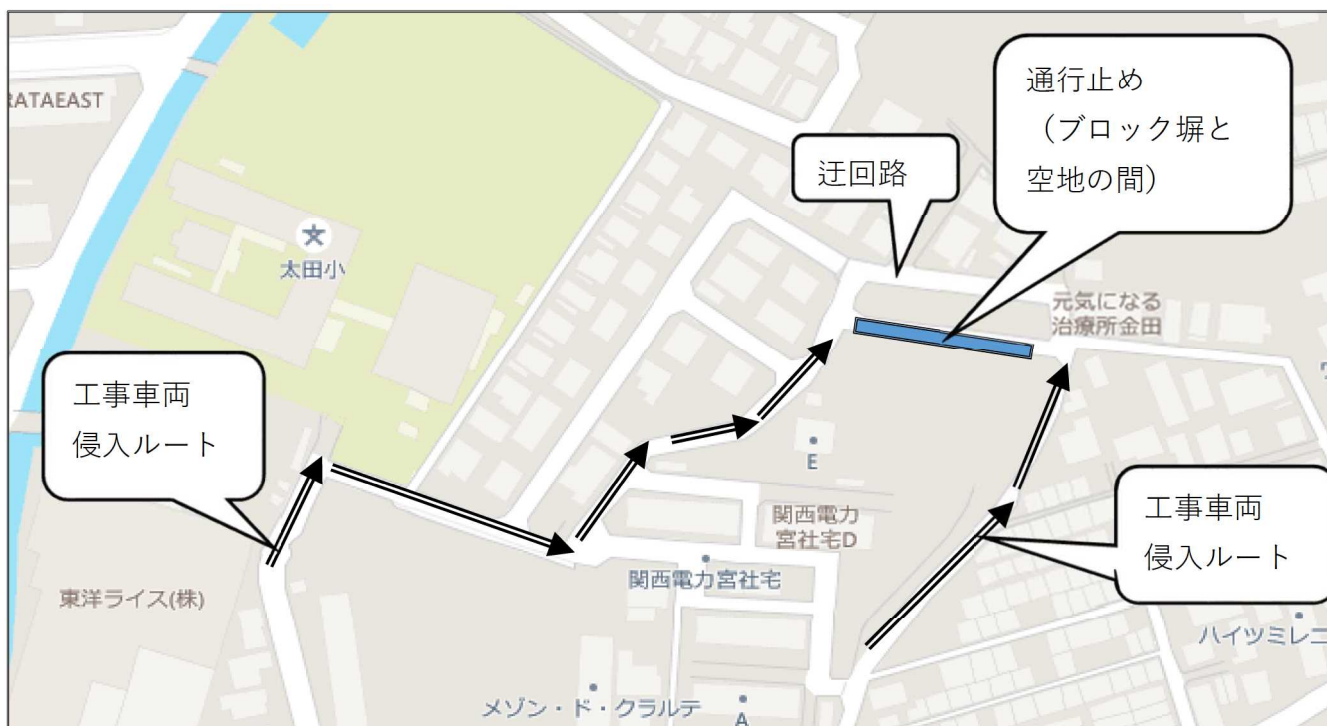 RATAEAST
通行止め
（ブロック塀と
空地の間）
迂回路
太田小
元気になる
治療所金田
工事車両
侵入ルート
E
関西電力
宮社宅D
工事車両
侵入ルート
関西電力宮社宅
東洋ライス(株)
ハイツミレニ
メゾン・ド・クラルテ
A